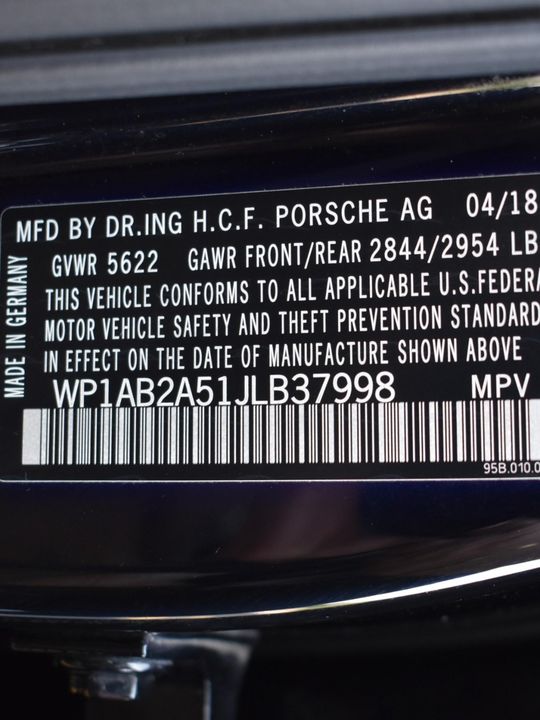 MFD BY DR.ING H.C.F. PORSCHE AG 04/18
GVWR 5622 GAWR FRONT/REAR 2844/2954 LB
THIS VEHICLE CONFORMS TO ALL APPLICABLE U.S.FEDERA
MOTOR VEHICLE SAFETY AND THEFT PREVENTION STANDARD
IN EFFECT ON THE DATE OF MANUFACTURE SHOWN ABOVE
WP1AB2A51JLB37998 MPV
95B.010.0
MADE IN GERMANY